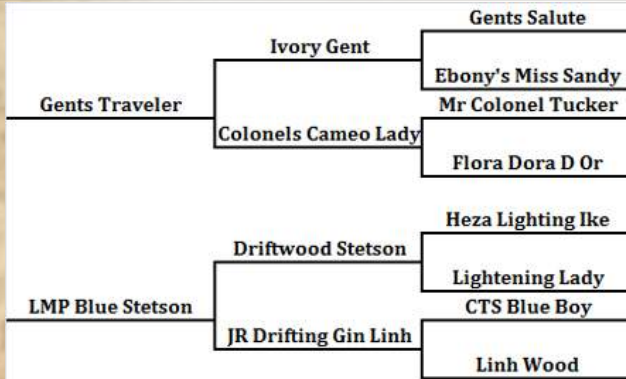 Gents Salute
Ivory Gent
Ebony's Miss Sandy
Gents Traveler
Mr Colonel Tucker
Colonels Cameo Lady
Flora Dora D Or
Heza Lighting Ike
Driftwood Stetson
Lightening Lady
LMP Blue Stetson
CTS Blue Boy
JR Drifting Gin Linh
Linh Wood